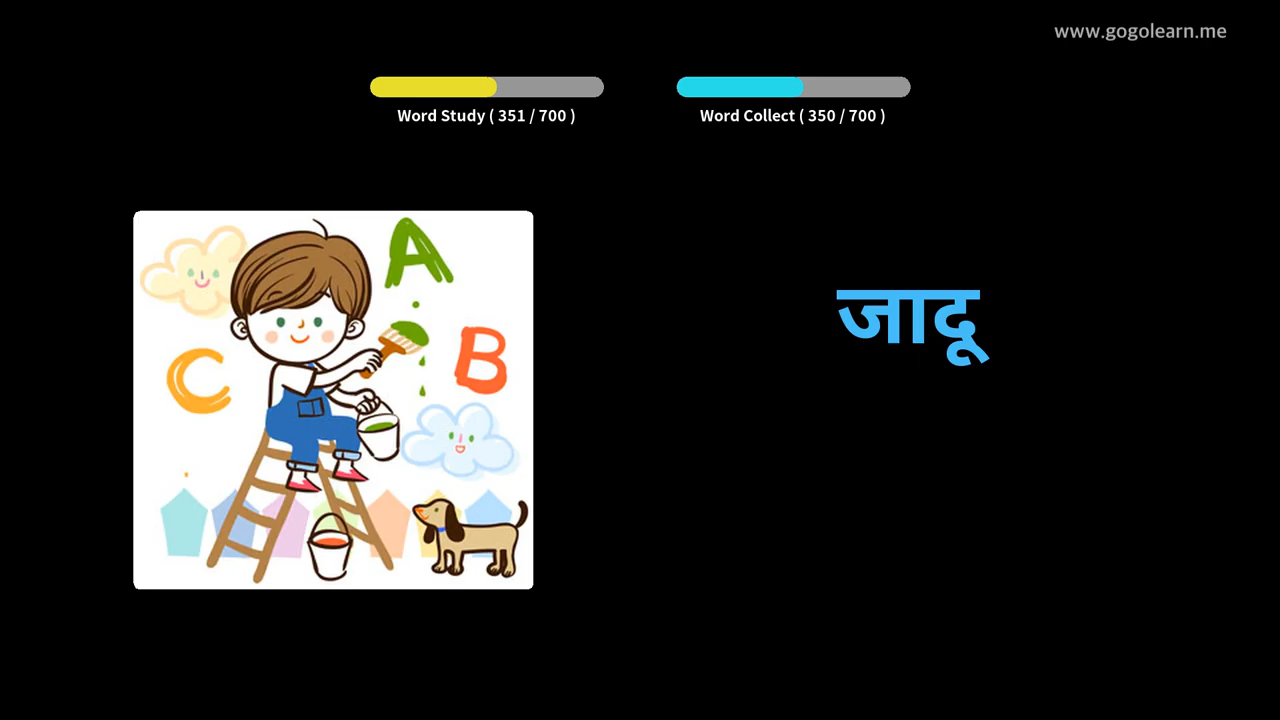 www.gogolearn.me
Word Study ( 351 / 700 )
Word Collect ( 350 / 700 )
A
B
C
जादू